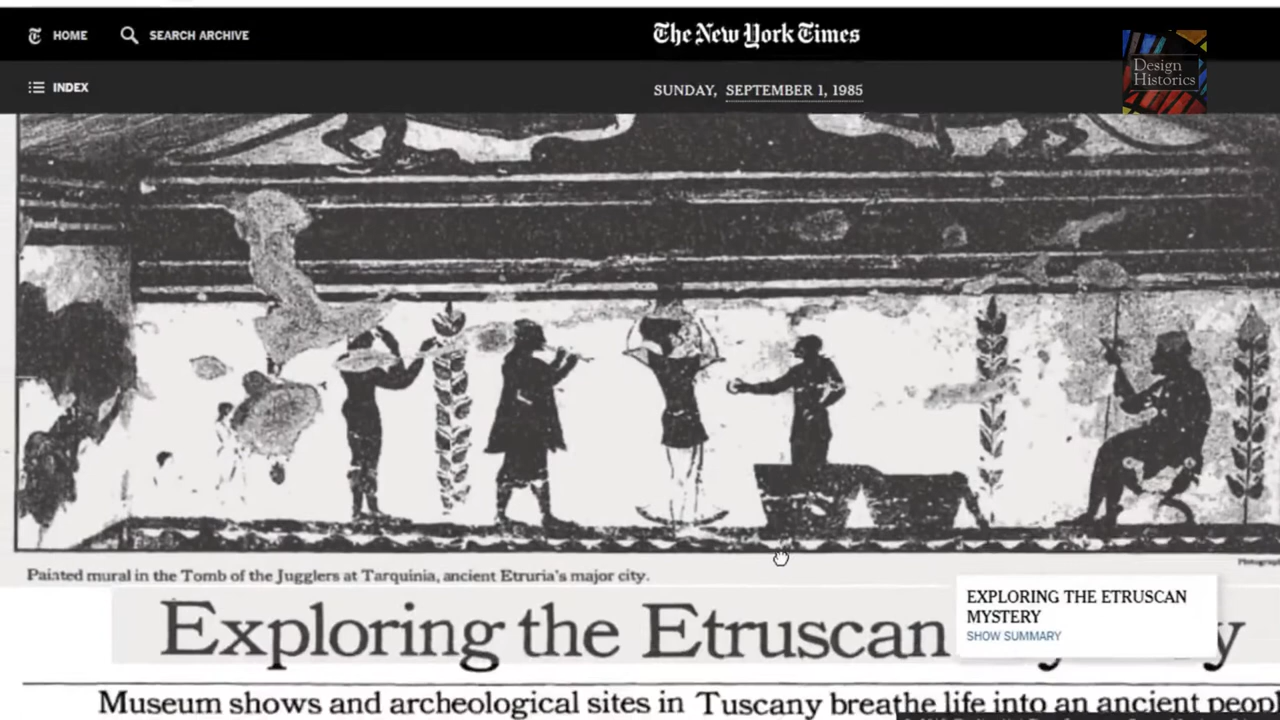 HOME
SEARCH ARCHIVE
The New York Times
Design
Historics
INDEX
SUNDAY, SEPTEMBER 1, 1985
Painted mural in the Tomb of the Jugglers at Tarquinia, ancient Etruria's major city.
Photograp
EXPLORING THE ETRUSCAN
MYSTERY
SHOW SUMMARY
Exploring the Etruscan
Museum shows and archeological sites in Tuscany breathe life into an ancient peopl